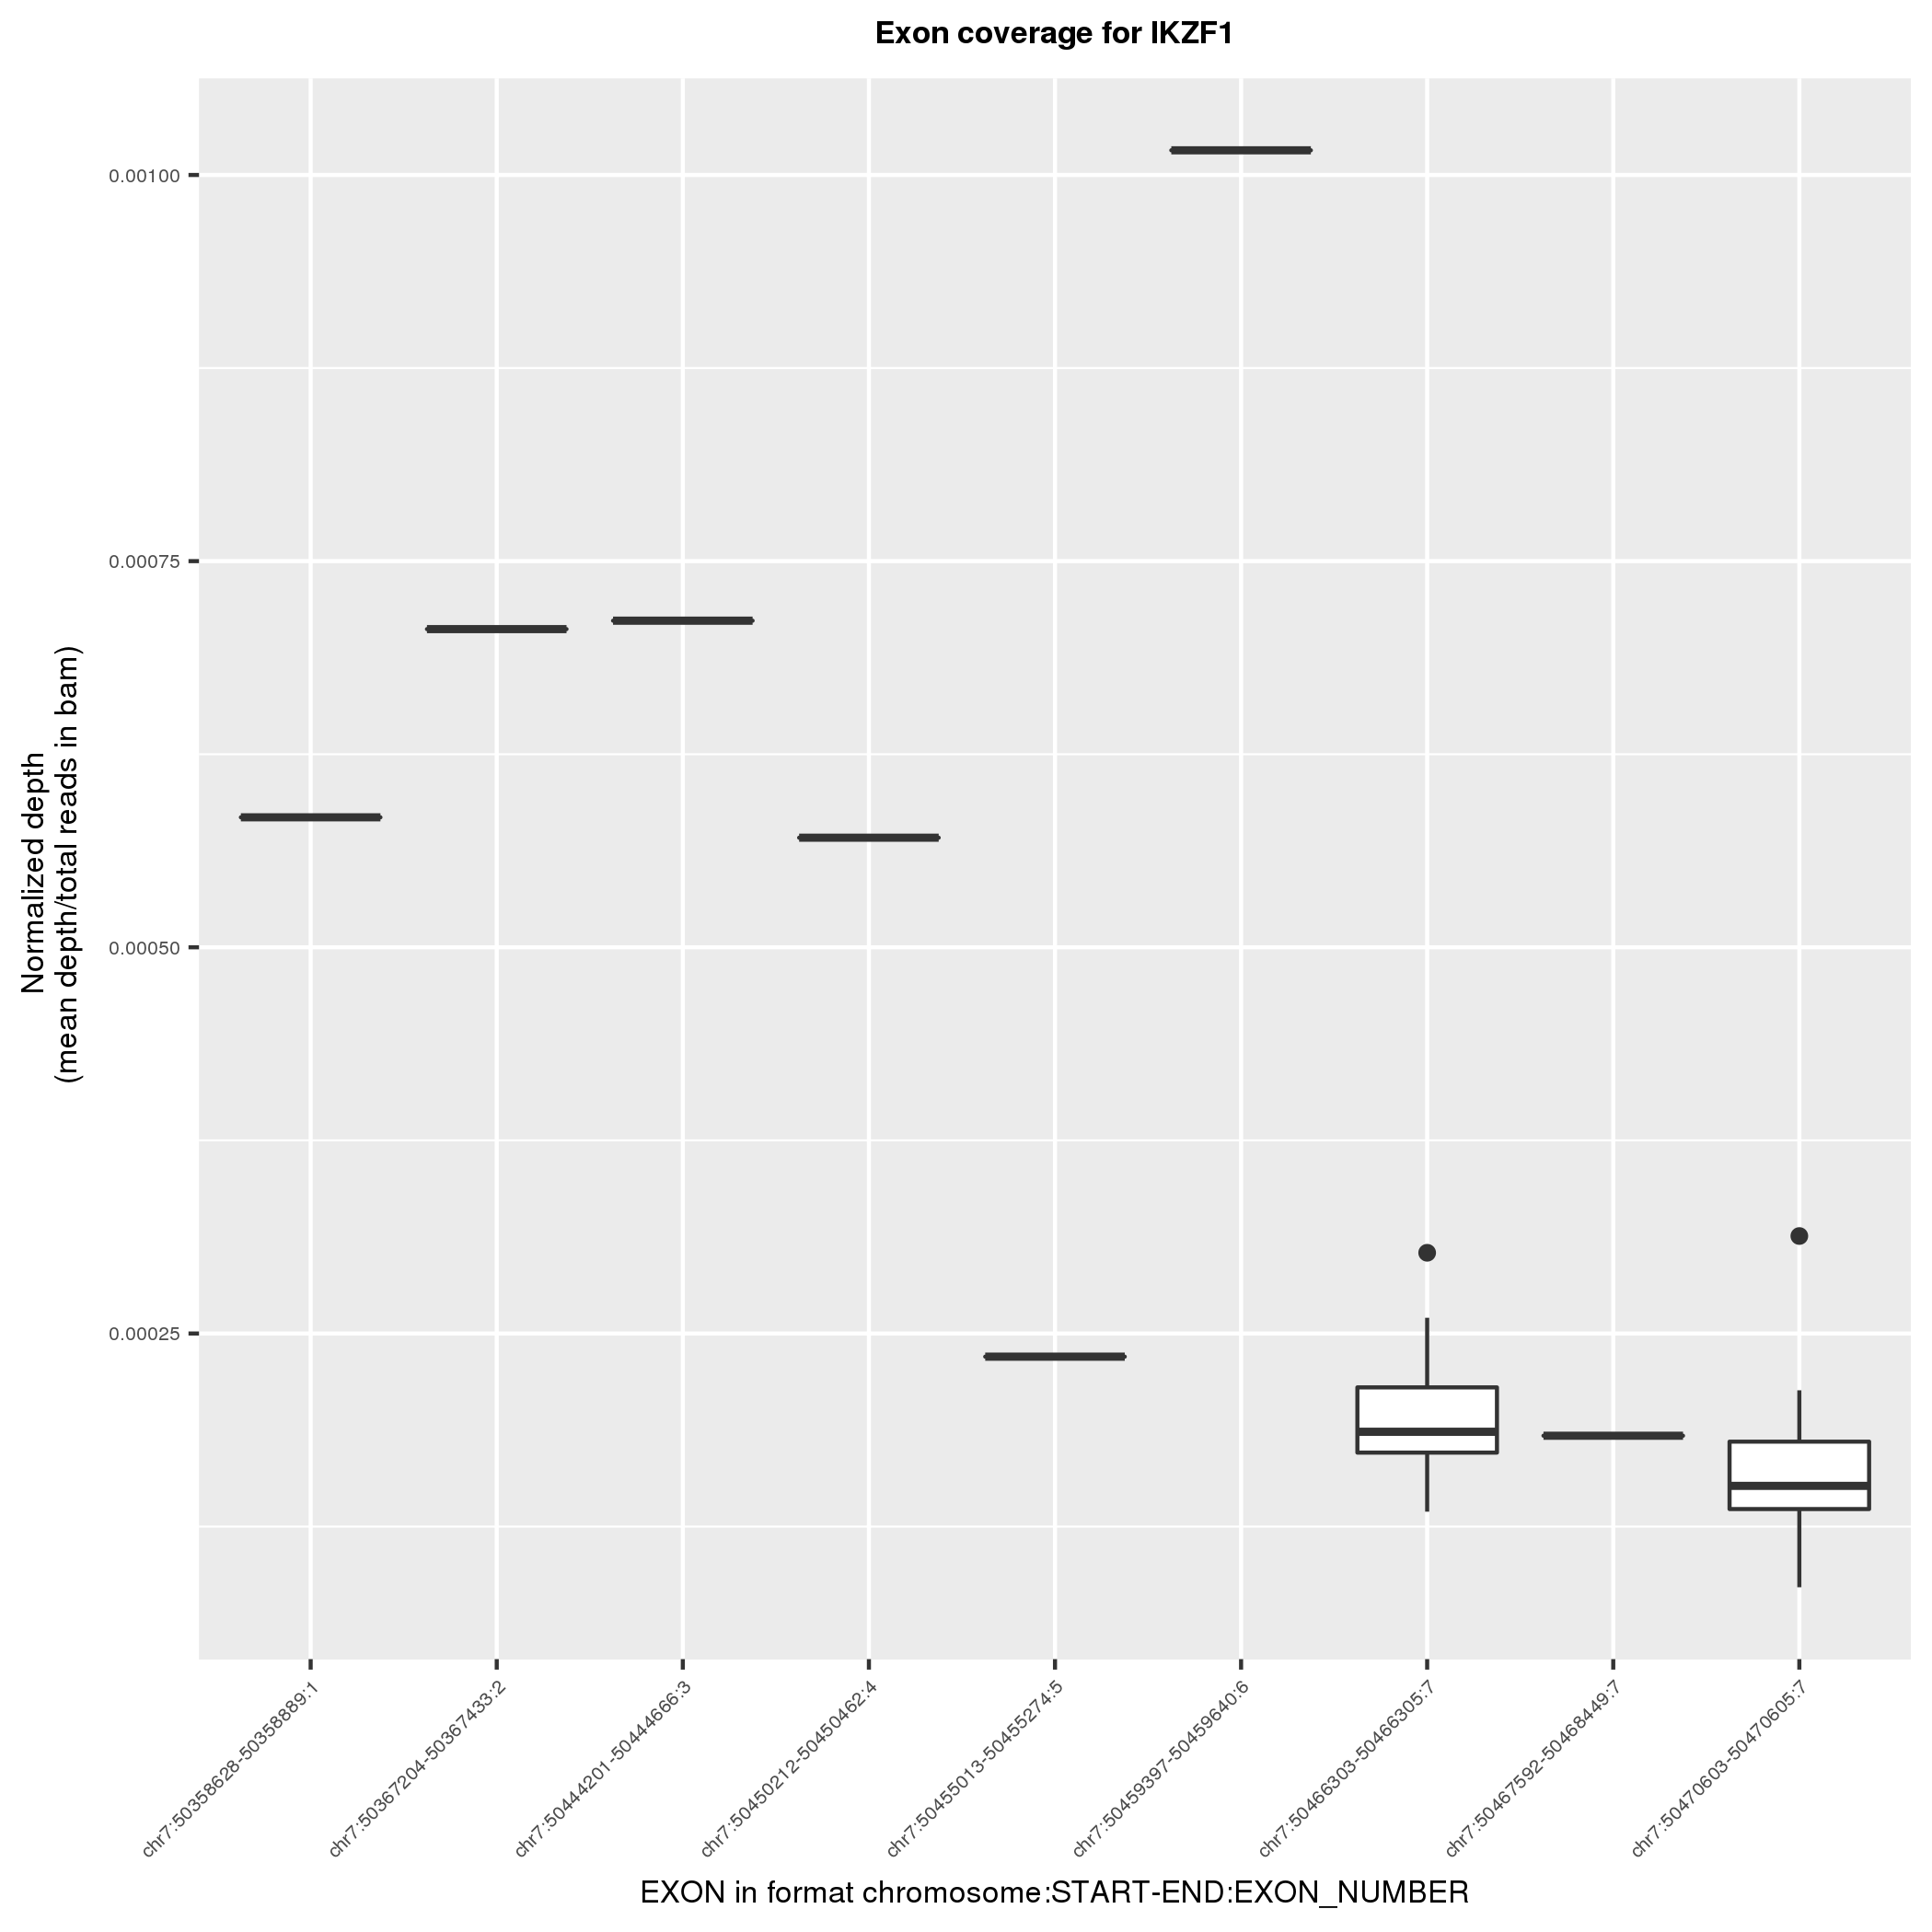 Exon coverage for IKZF1
Normalized depth
(mean depth/total reads in bam)
0.00100
0.00075
0.00050
0.00025
chr7:50358628-50358889:1
chr7:50367204-50367433:2
chr7:50444201-50444666:3
chr7:50450212-50450462:4
chr7:50455013-50455274:5
chr7:50459397-50459640:6
chr7:50466303-50466305:7
chr7:50467592-50468449:7
chr7:50470603-50470605:7
EXON in format chromosome:START-END:EXON_NUMBER